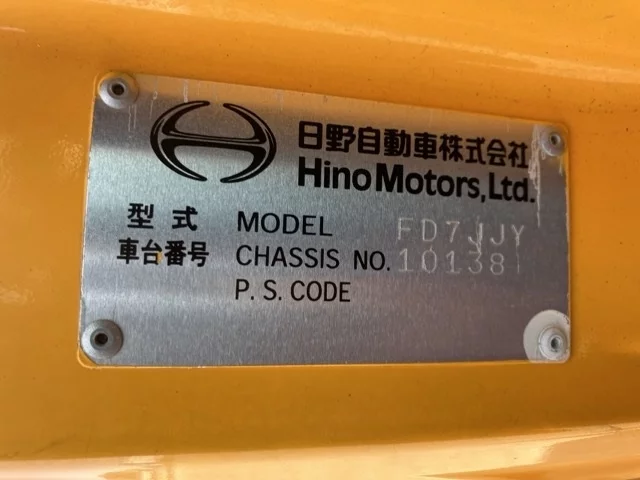 日野自動車株式会社
Hino Motors, Ltd.
型式 MODEL FD7JJY
車台番号 CHASSIS NO. 10138
P. S. CODE